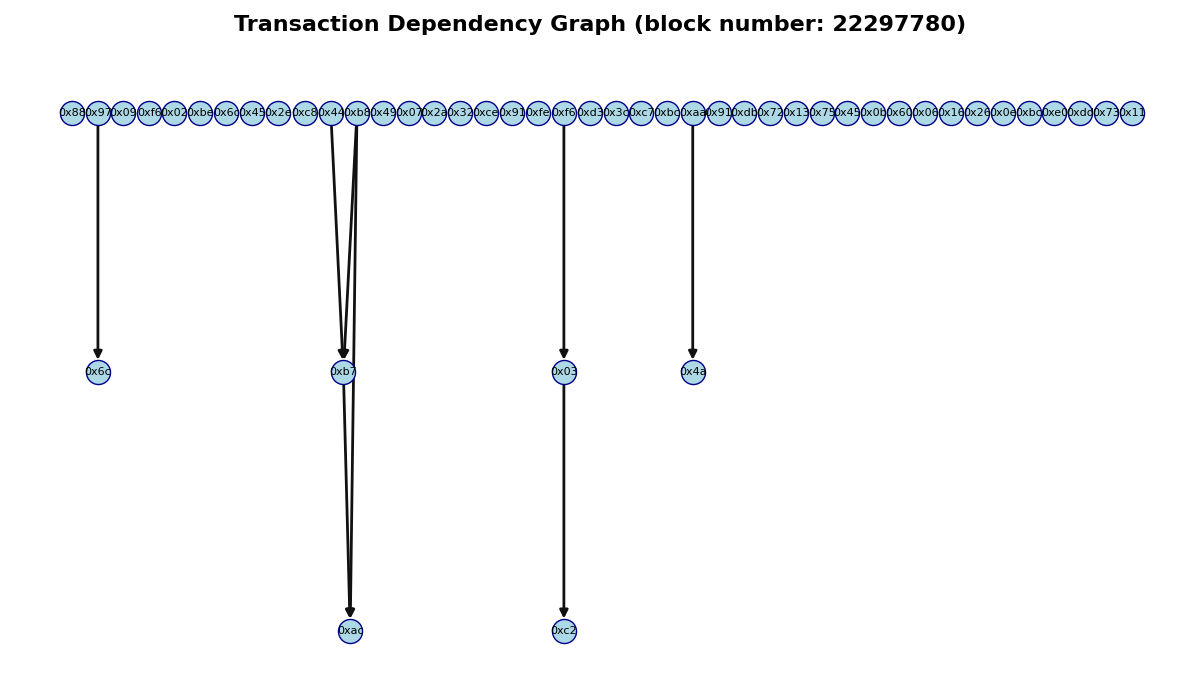 Transaction Dependency Graph (block number: 22297780)
0x88 0x97 0x09 0xf6 0x02 0xbe 0x6c 0x45 0x2e 0xc8 0x44 0xb8 0x49 0x07 0x2a 0x32 0xce 0x91 0xfe 0xf6 0xd3 0x3c 0xc7 0xbc 0xaa 0x91 0xdb 0x72 0x13 0x75 0x45 0x0b 0x60 0x06 0x16 0x26 0x0e 0xbc 0xe0 0xdd 0x73 0x11
0x6c 0xb7 0x03 0x4a
0xac 0xc2